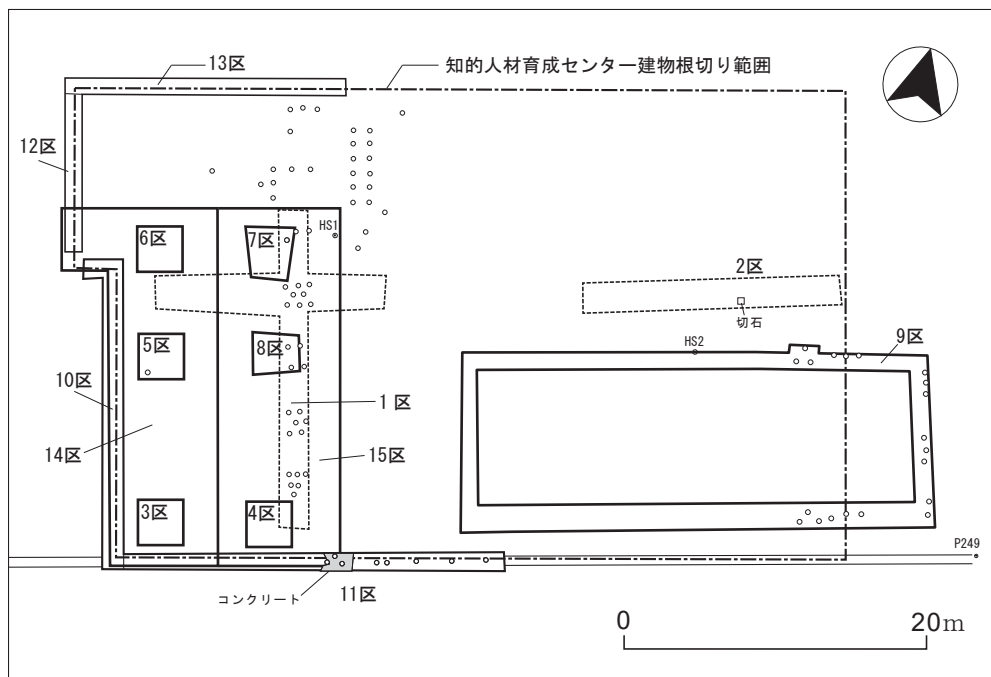 13区
知的人材育成センター建物根切り範囲
12区
HS1
6区
7区
2区
切石
HS2
9区
5区
8区
10区
1区
14区
15区
3区
4区
P249
コンクリート
11区
0
20m